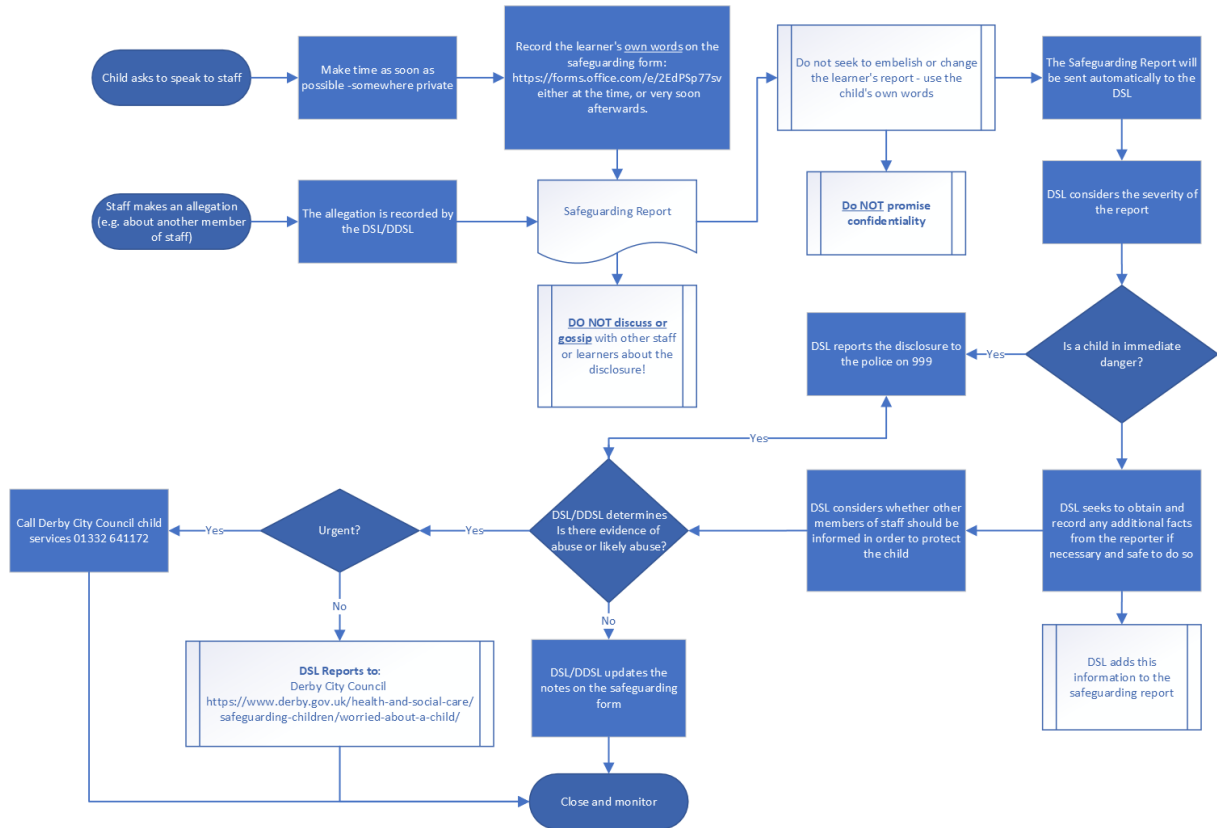 Child asks to speak to staff
Make time as soon as
possible -somewhere private
Record the learner's own words on the
safeguarding form:
https://forms.office.com/e/2EdPSp77sv
either at the time, or very soon
afterwards.
Do not seek to embelish or change
the learner's report - use the
child's own words
The Safeguarding Report will
be sent automatically to the
DSL
Staff makes an allegation
(e.g. about another member
of staff)
The allegation is recorded by
the DSL/DDSL
Safeguarding Report
Do NOT promise
confidentiality
DSL considers the severity of
the report
DO NOT discuss or
gossip with other staff
or learners about the
disclosure!
DSL reports the disclosure to
the police on 999
Yes
Is a child in immediate
danger?
Yes
Call Derby City Council child
services 01332 641172
Yes
Urgent?
Yes
DSL/DDSL determines
Is there evidence of
abuse or likely abuse?
DSL considers whether other
members of staff should be
informed in order to protect
the child
DSL seeks to obtain and
record any additional facts
from the reporter if
necessary and safe to do so
No
No
DSL Reports to:
Derby City Council
https://www.derby.gov.uk/health-and-social-care/
safeguarding-children/worried-about-a-child/
DSL/DDSL updates the
notes on the safeguarding
form
DSL adds this
information to the
safeguarding report
Close and monitor